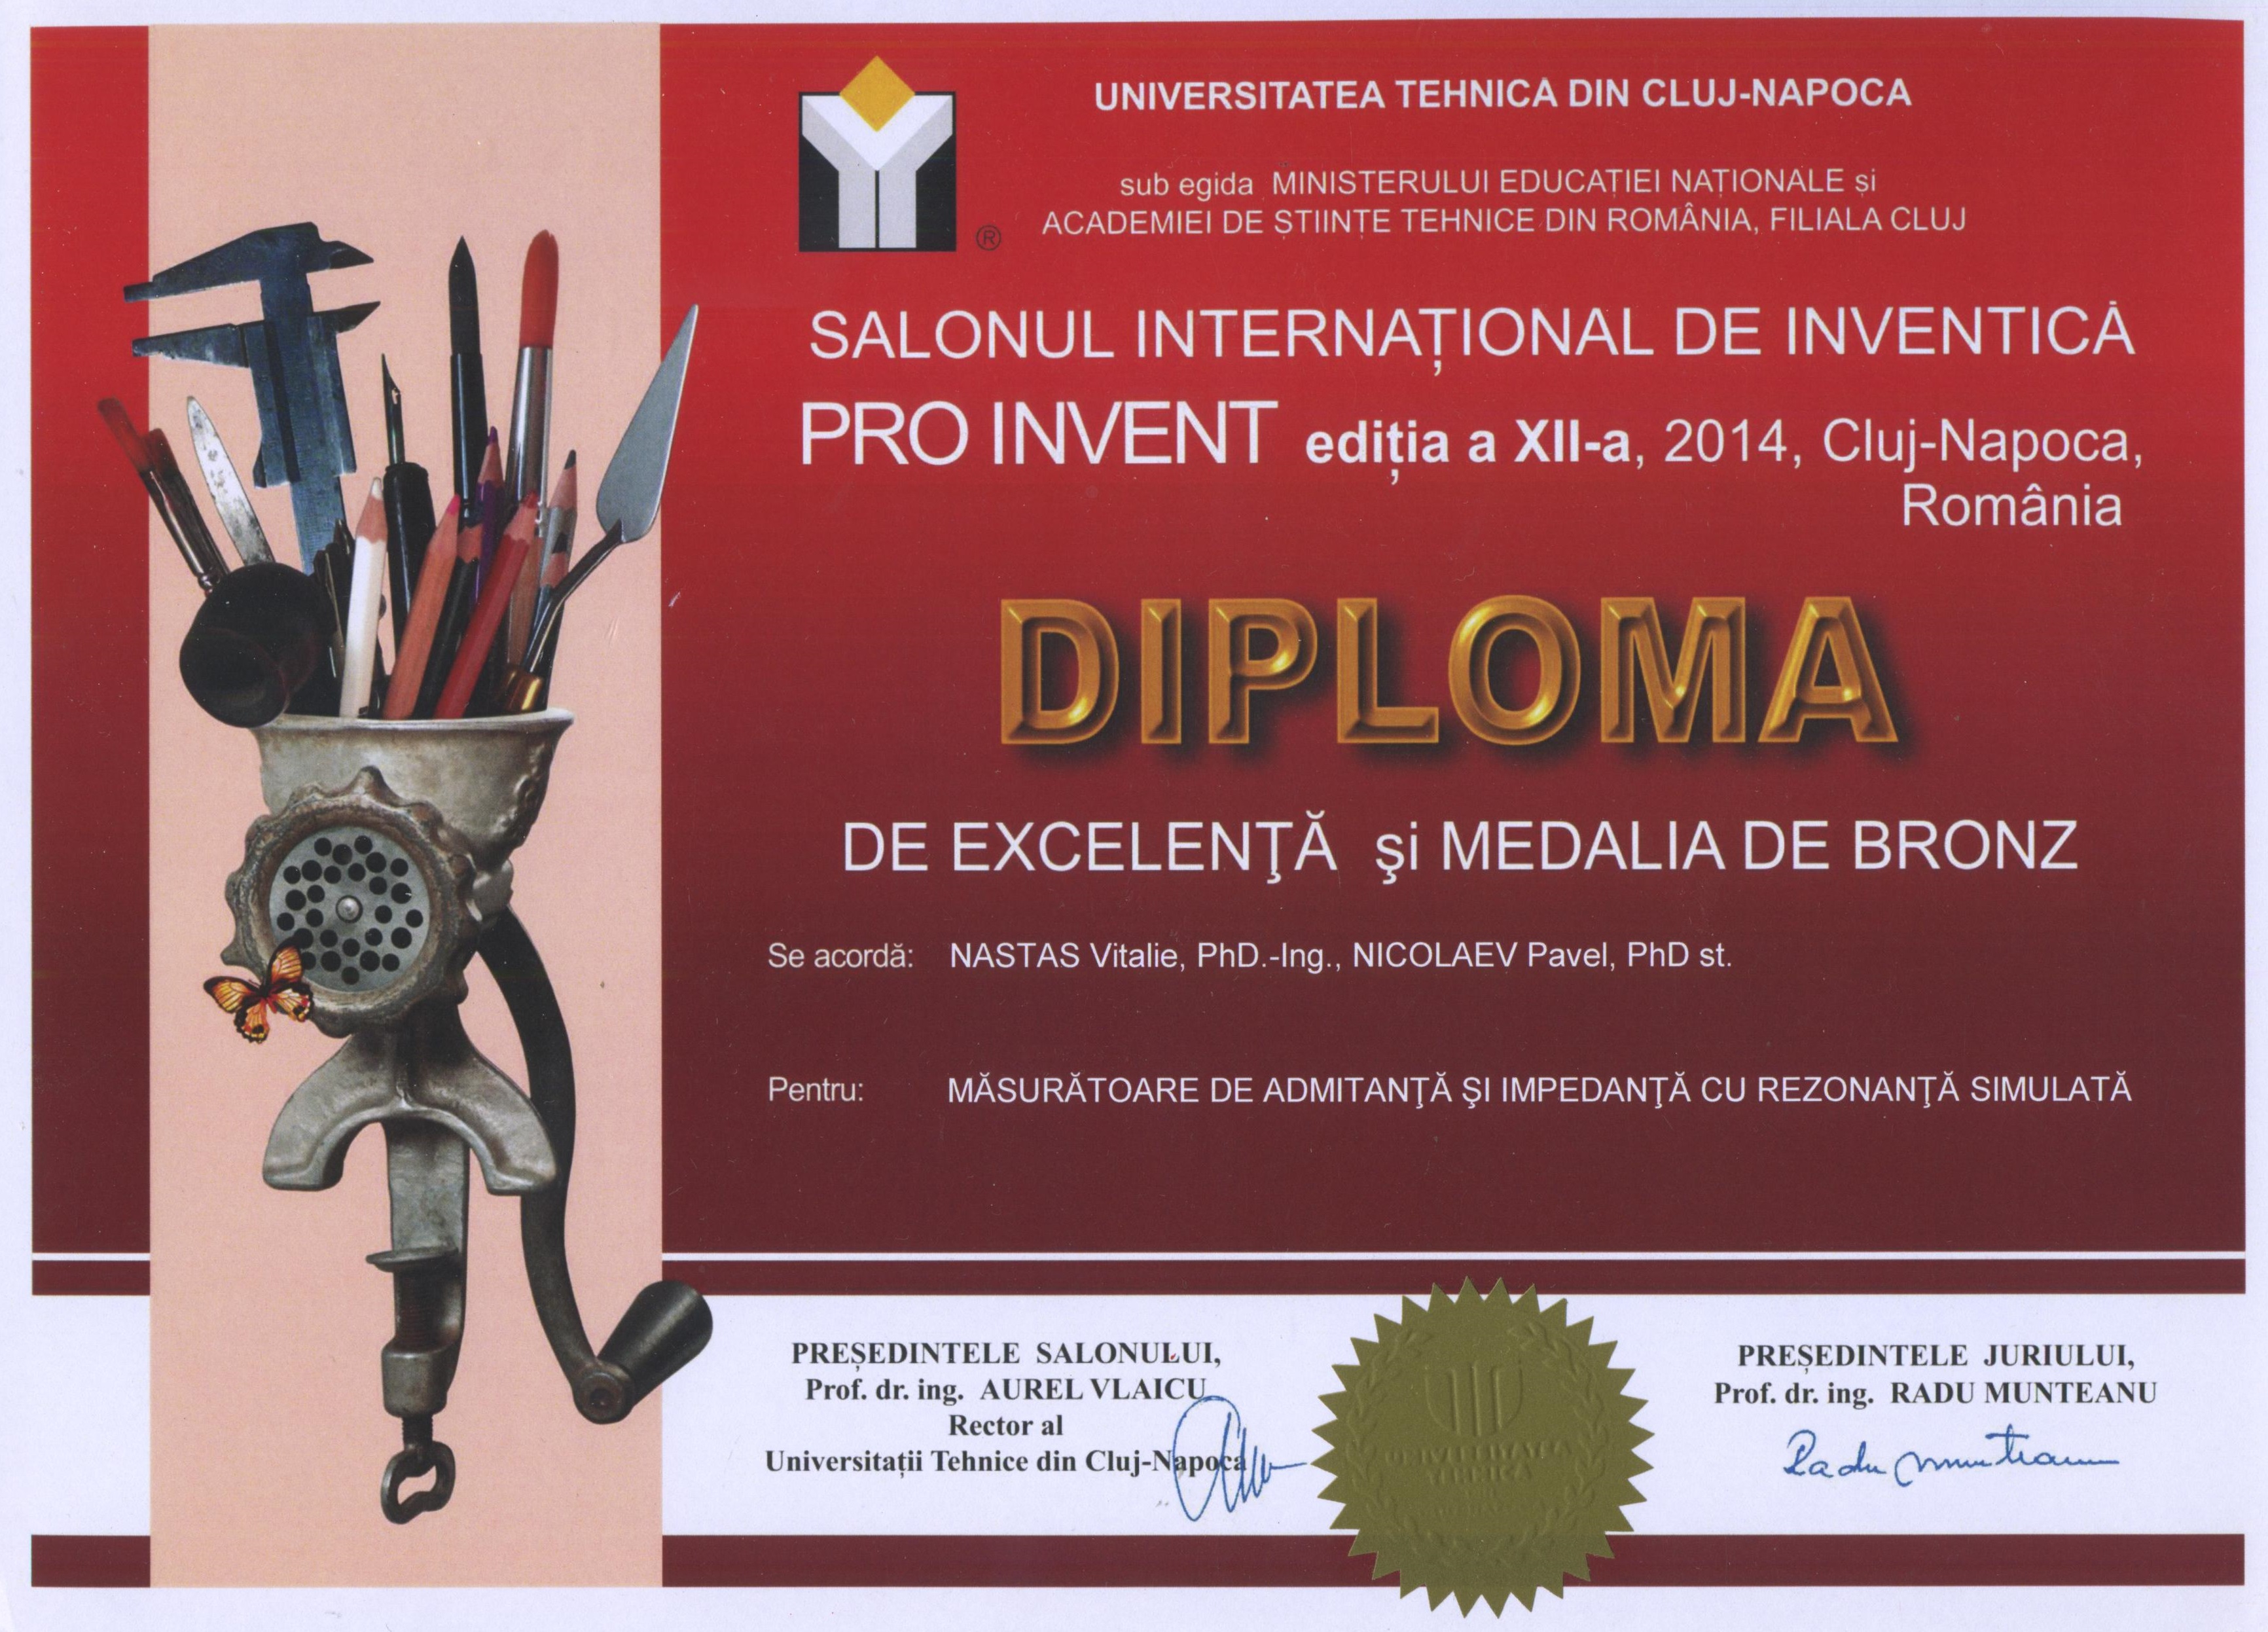 UNIVERSITATEA TEHNICĂ DIN CLUJ-NAPOCA
sub egida MINISTERULUI EDUCAȚIEI NAȚIONALE și
ACADEMIEI DE ȘTIINȚE TEHNICE DIN ROMÂNIA, FILIALA CLUJ
®
SALONUL INTERNAȚIONAL DE INVENTICĂ
PRO INVENT ediția a XII-a, 2014, Cluj-Napoca,
România
DIPLOMA
DE EXCELENŢĂ şi MEDALIA DE BRONZ
Se acordă: NASTAS Vitalie, PhD.-Ing., NICOLAEV Pavel, PhD st.
Pentru: MĂSURĂTOARE DE ADMITANŢĂ ŞI IMPEDANŢĂ CU REZONANŢĂ SIMULATĂ
PREȘEDINTELE SALONULUI,
Prof. dr. ing. AUREL VLAICU
Rector al
Universitații Tehnice din Cluj-Napoca
UNIVERSITATEA
TEHNICA
PREȘEDINTELE JURIULUI,
Prof. dr. ing. RADU MUNTEANU
Radu Munteanu